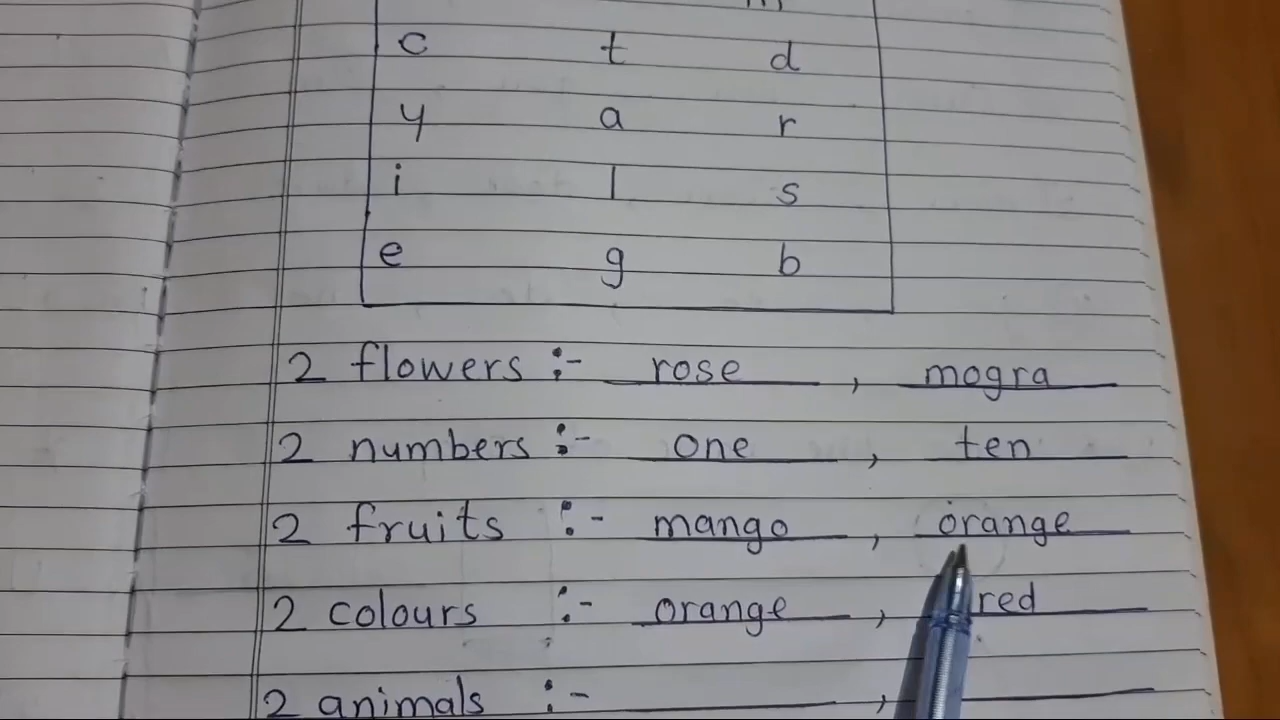 c t d
y a r
i l s
e g b
2 flowers :- rose , mogra
2 numbers :- one , ten
2 fruits :- mango , orange
2 colours :- orange , red
2 animals :- ,